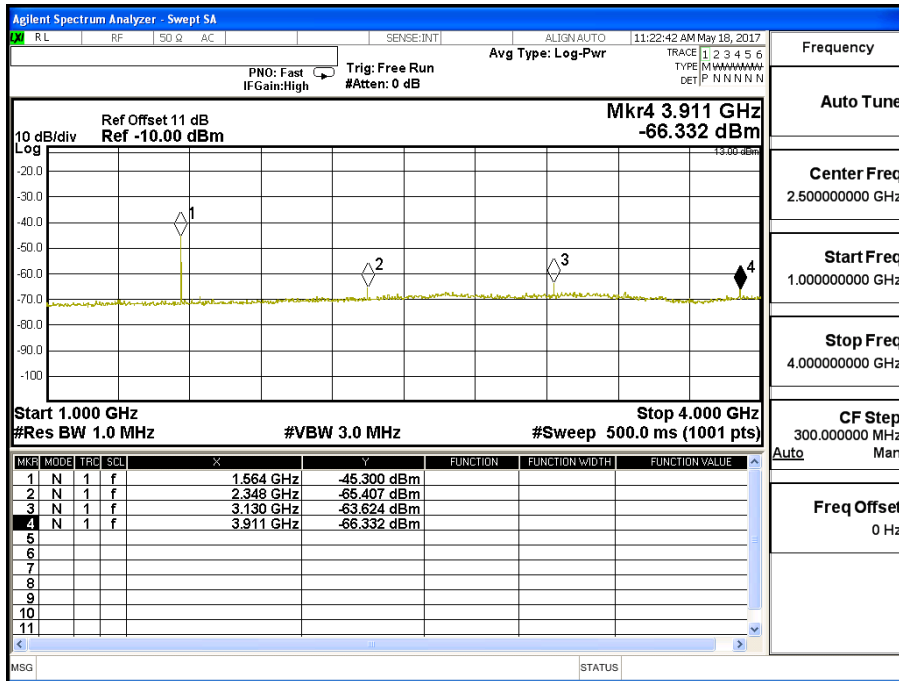 Agilent Spectrum Analyzer - Swept SA
LXI RL RF 50 Ω AC SENSE:INT ALIGN AUTO 11:22:42 AM May 18, 2017
Avg Type: Log-Pwr TRACE 1 2 3 4 5 6
TYPE M WWWWW
PNO: Fast Trig: Free Run DET P N N N N N
IFGain:High #Atten: 0 dB
Mkr4 3.911 GHz
-66.332 dBm
Ref Offset 11 dB
10 dB/div Ref -10.00 dBm
Log
-13.00 dBm
-20.0
-30.0
-40.0
-50.0
-60.0
-70.0
-80.0
-90.0
-100
1
2
3
4
Start 1.000 GHz Stop 4.000 GHz
#Res BW 1.0 MHz #VBW 3.0 MHz #Sweep 500.0 ms (1001 pts)
MKR MODE TRC SCL X Y FUNCTION FUNCTION WIDTH FUNCTION VALUE
1 N 1 f 1.564 GHz -45.300 dBm
2 N 1 f 2.348 GHz -65.407 dBm
3 N 1 f 3.130 GHz -63.624 dBm
4 N 1 f 3.911 GHz -66.332 dBm
5
6
7
8
9
10
11
MSG STATUS
Frequency
Auto Tune
Center Freq
2.500000000 GHz
Start Freq
1.000000000 GHz
Stop Freq
4.000000000 GHz
CF Step
300.000000 MHz
Auto Man
Freq Offset
0 Hz